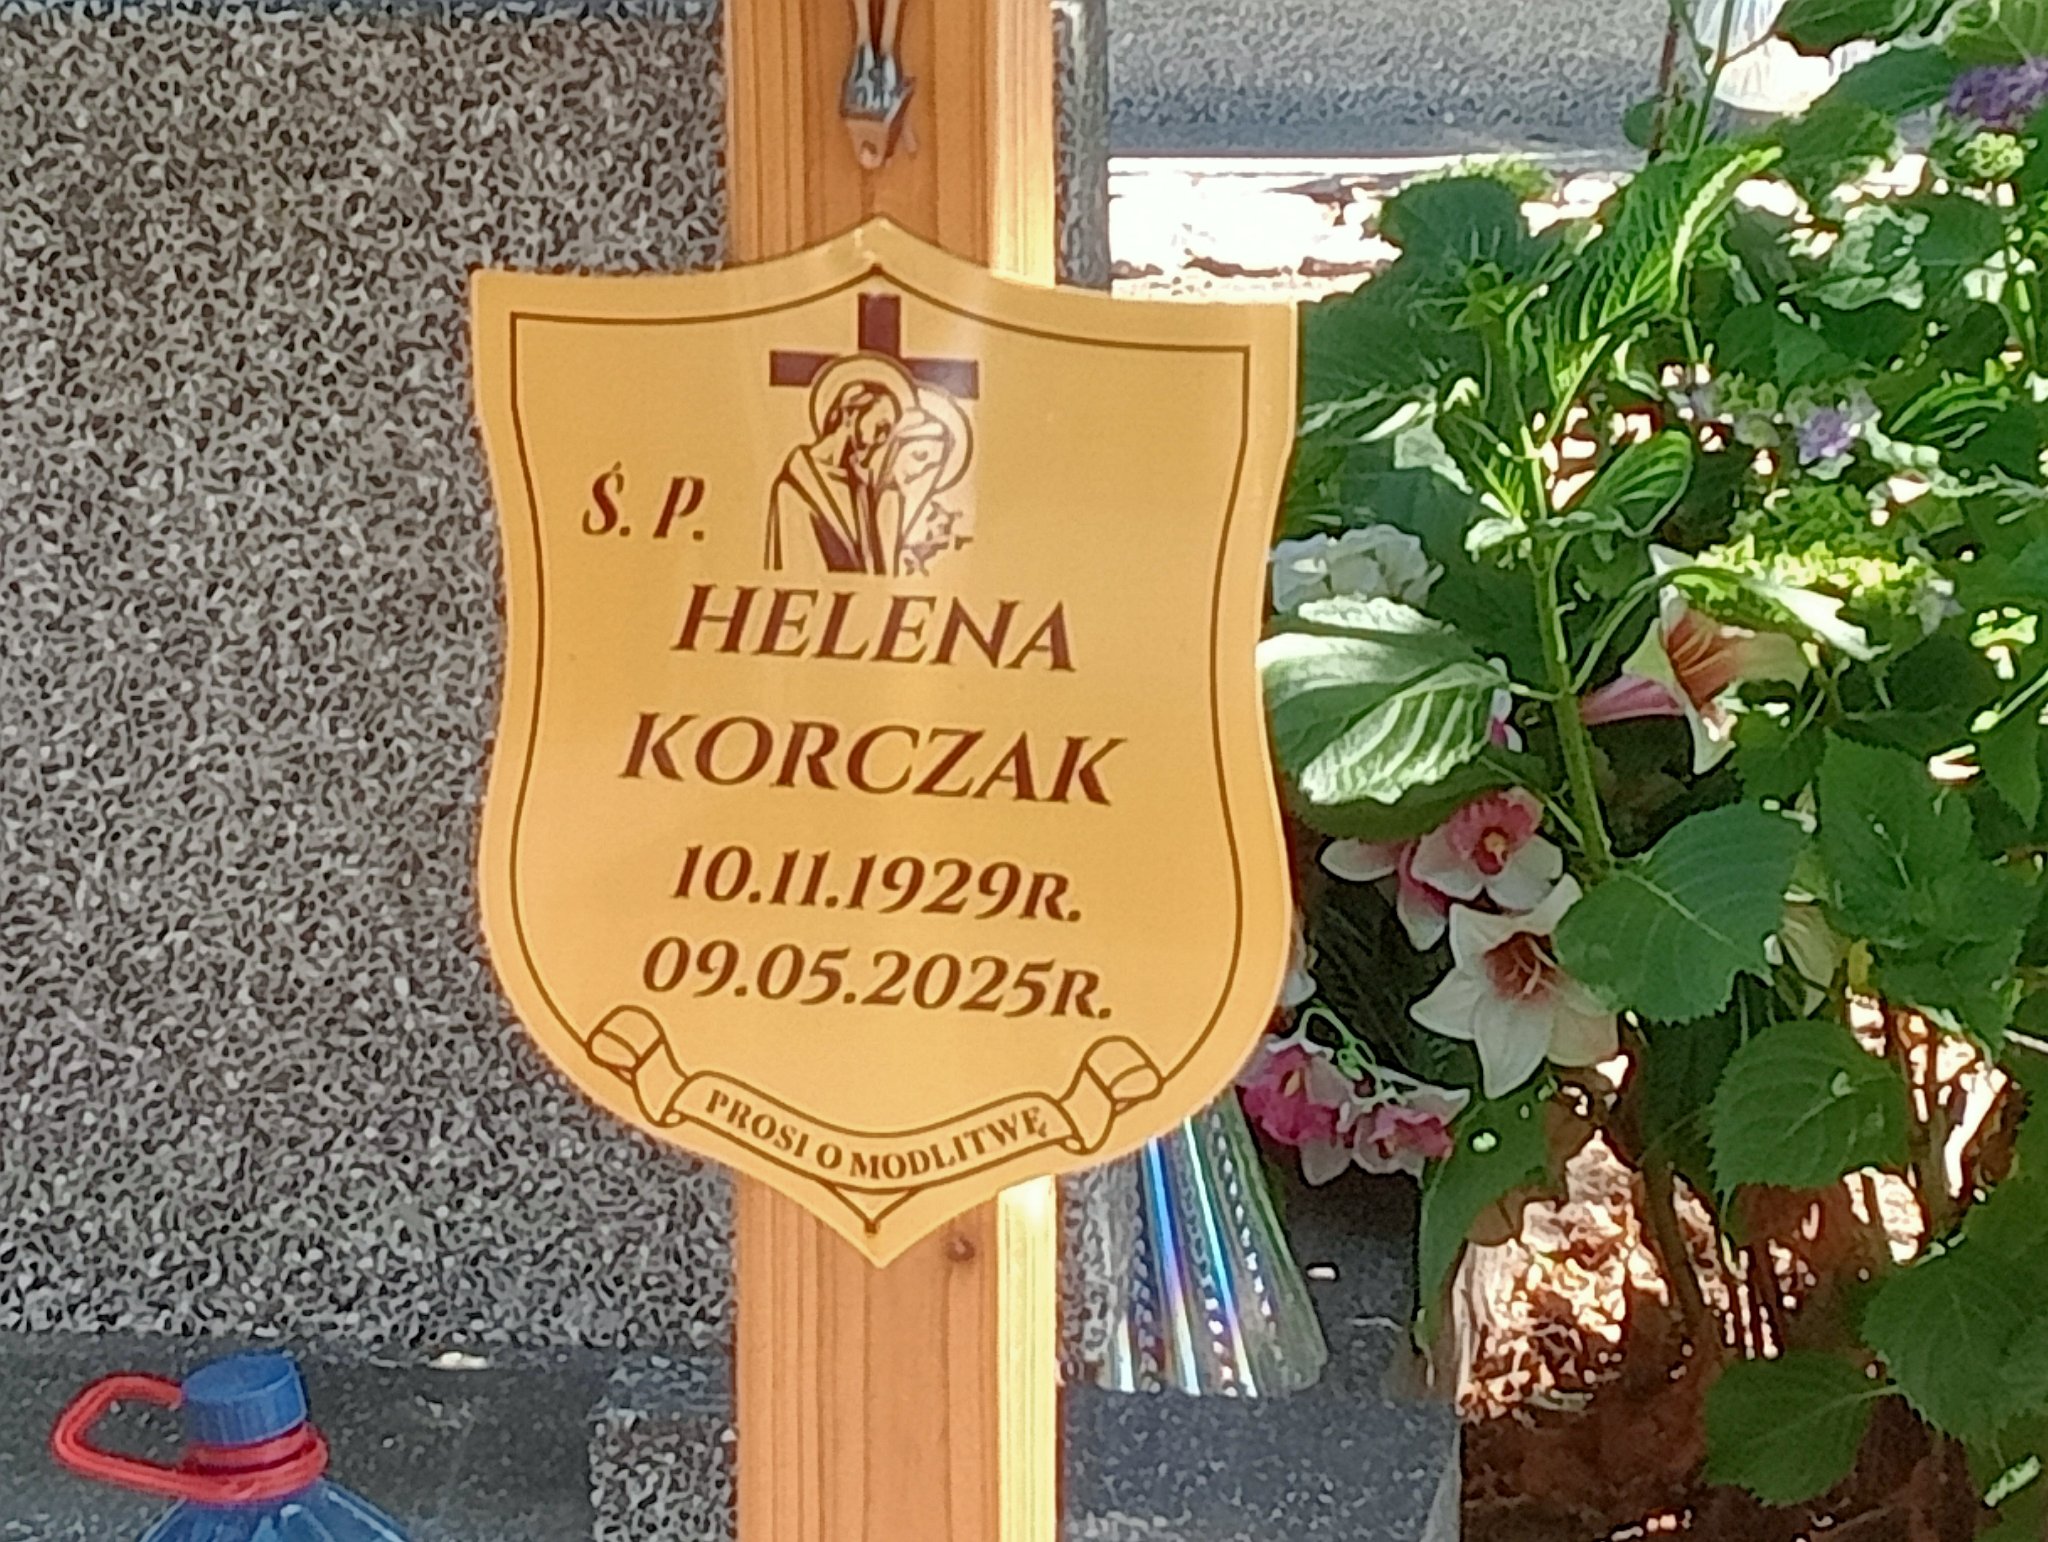 Ś. P.
HELENA
KORCZAK
10.11.1929R.
09.05.2025R.
PROSI O MODLITWĘ